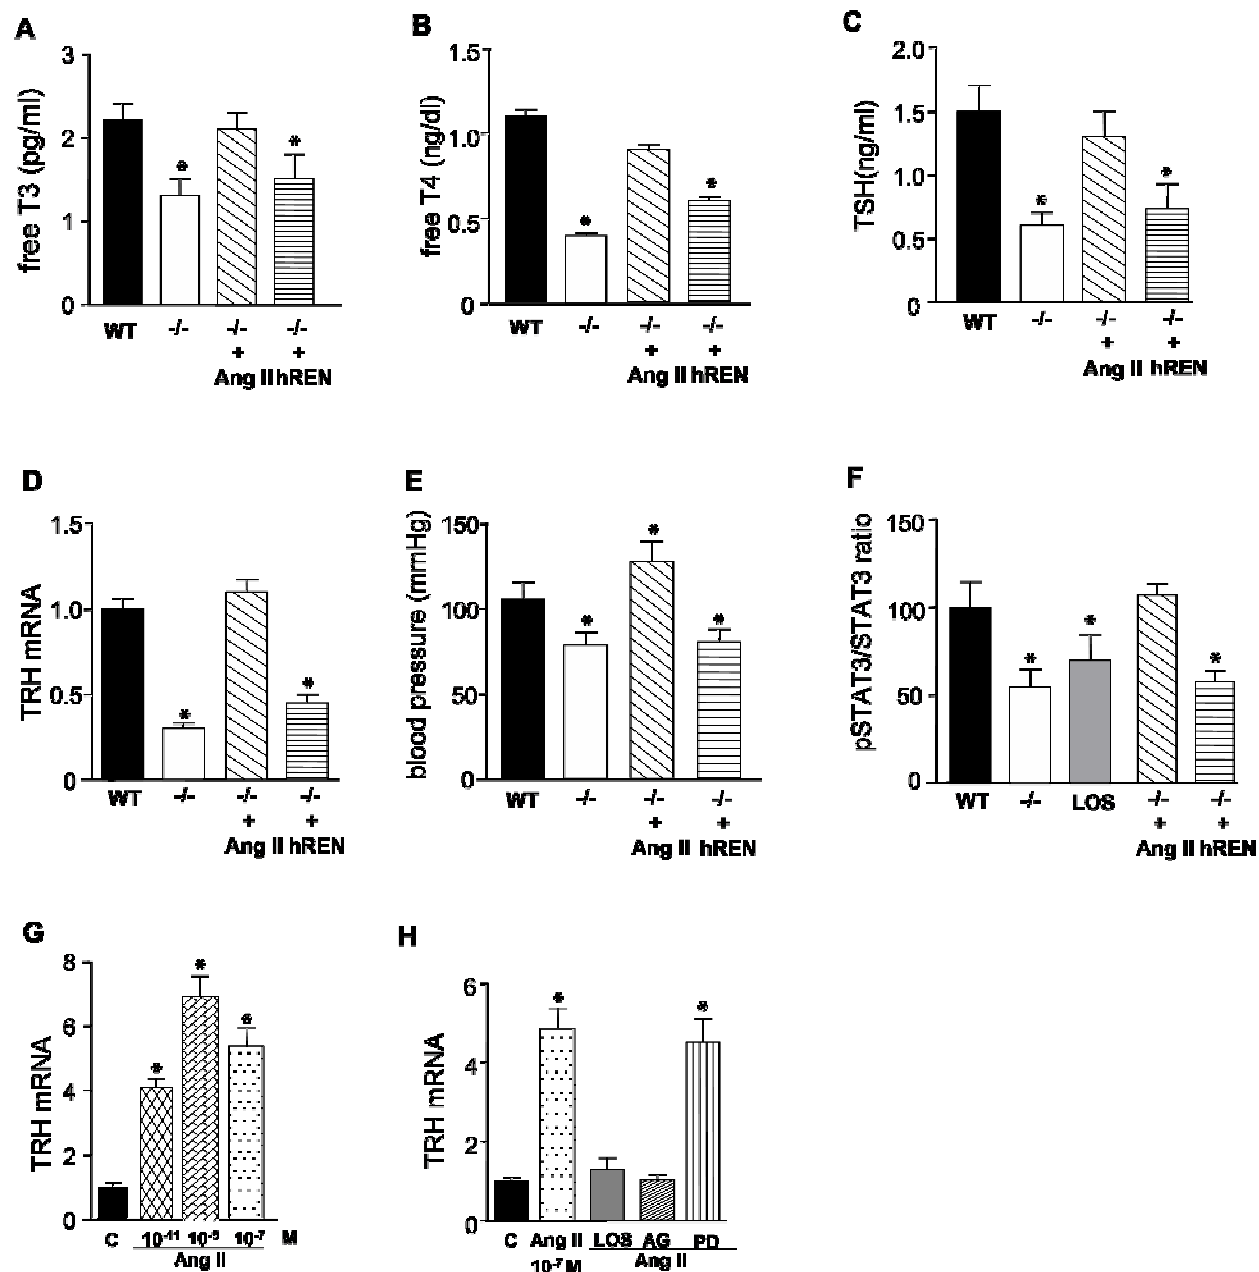 A
free T3 (pg/ml)
3
2
1
0
*
*
WT -/- -/- -/-
+ +
Ang II hREN
B
free T4 (ng/dl)
1.5
1.0
0.5
0
*
*
WT -/- -/- -/-
+ +
Ang II hREN
C
TSH(ng/ml)
2.0
1.5
1.0
0.5
0
*
*
WT -/- -/- -/-
+ +
Ang II hREN
D
TRH mRNA
1.5
1.0
0.5
0
*
*
WT -/- -/- -/-
+ +
Ang II hREN
E
blood pressure (mmHg)
150
100
50
0
*
*
*
WT -/- -/- -/-
+ +
Ang II hREN
F
pSTAT3/STAT3 ratio
150
100
50
0
*
*
*
WT -/- LOS -/- -/-
+ +
Ang II hREN
G
TRH mRNA
8
6
4
2
0
*
*
*
C 10⁻¹¹ 10⁻⁹ 10⁻⁷ M
Ang II
H
TRH mRNA
6
4
2
0
*
*
C Ang II LOS AG PD
10⁻⁷ M Ang II